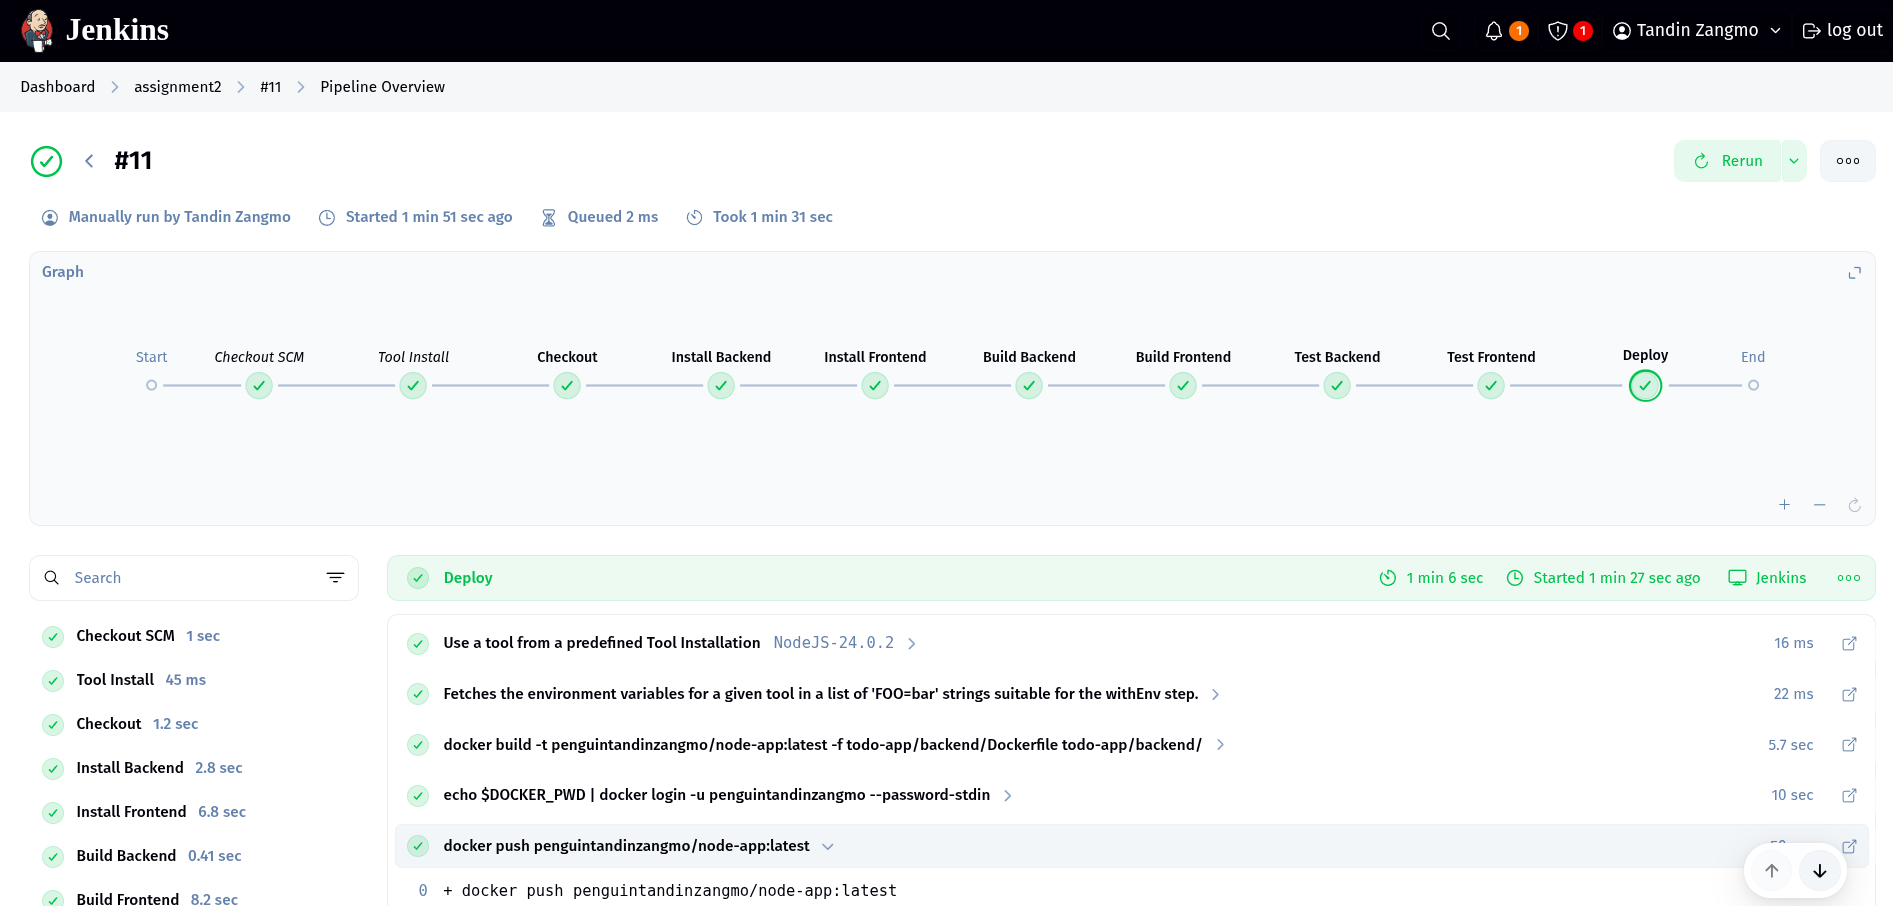 Jenkins
1
1
Tandin Zangmo
log out
Dashboard
assignment2
#11
Pipeline Overview
#11
Rerun
Manually run by Tandin Zangmo
Started 1 min 51 sec ago
Queued 2 ms
Took 1 min 31 sec
Graph
Start
Checkout SCM
Tool Install
Checkout
Install Backend
Install Frontend
Build Backend
Build Frontend
Test Backend
Test Frontend
Deploy
End
Search
Checkout SCM 1 sec
Tool Install 45 ms
Checkout 1.2 sec
Install Backend 2.8 sec
Install Frontend 6.8 sec
Build Backend 0.41 sec
Build Frontend 8.2 sec
Deploy
1 min 6 sec
Started 1 min 27 sec ago
Jenkins
Use a tool from a predefined Tool Installation NodeJS-24.0.2
16 ms
Fetches the environment variables for a given tool in a list of 'FOO=bar' strings suitable for the withEnv step.
22 ms
docker build -t penguintandinzangmo/node-app:latest -f todo-app/backend/Dockerfile todo-app/backend/
5.7 sec
echo $DOCKER_PWD | docker login -u penguintandinzangmo --password-stdin
10 sec
docker push penguintandinzangmo/node-app:latest
0 + docker push penguintandinzangmo/node-app:latest